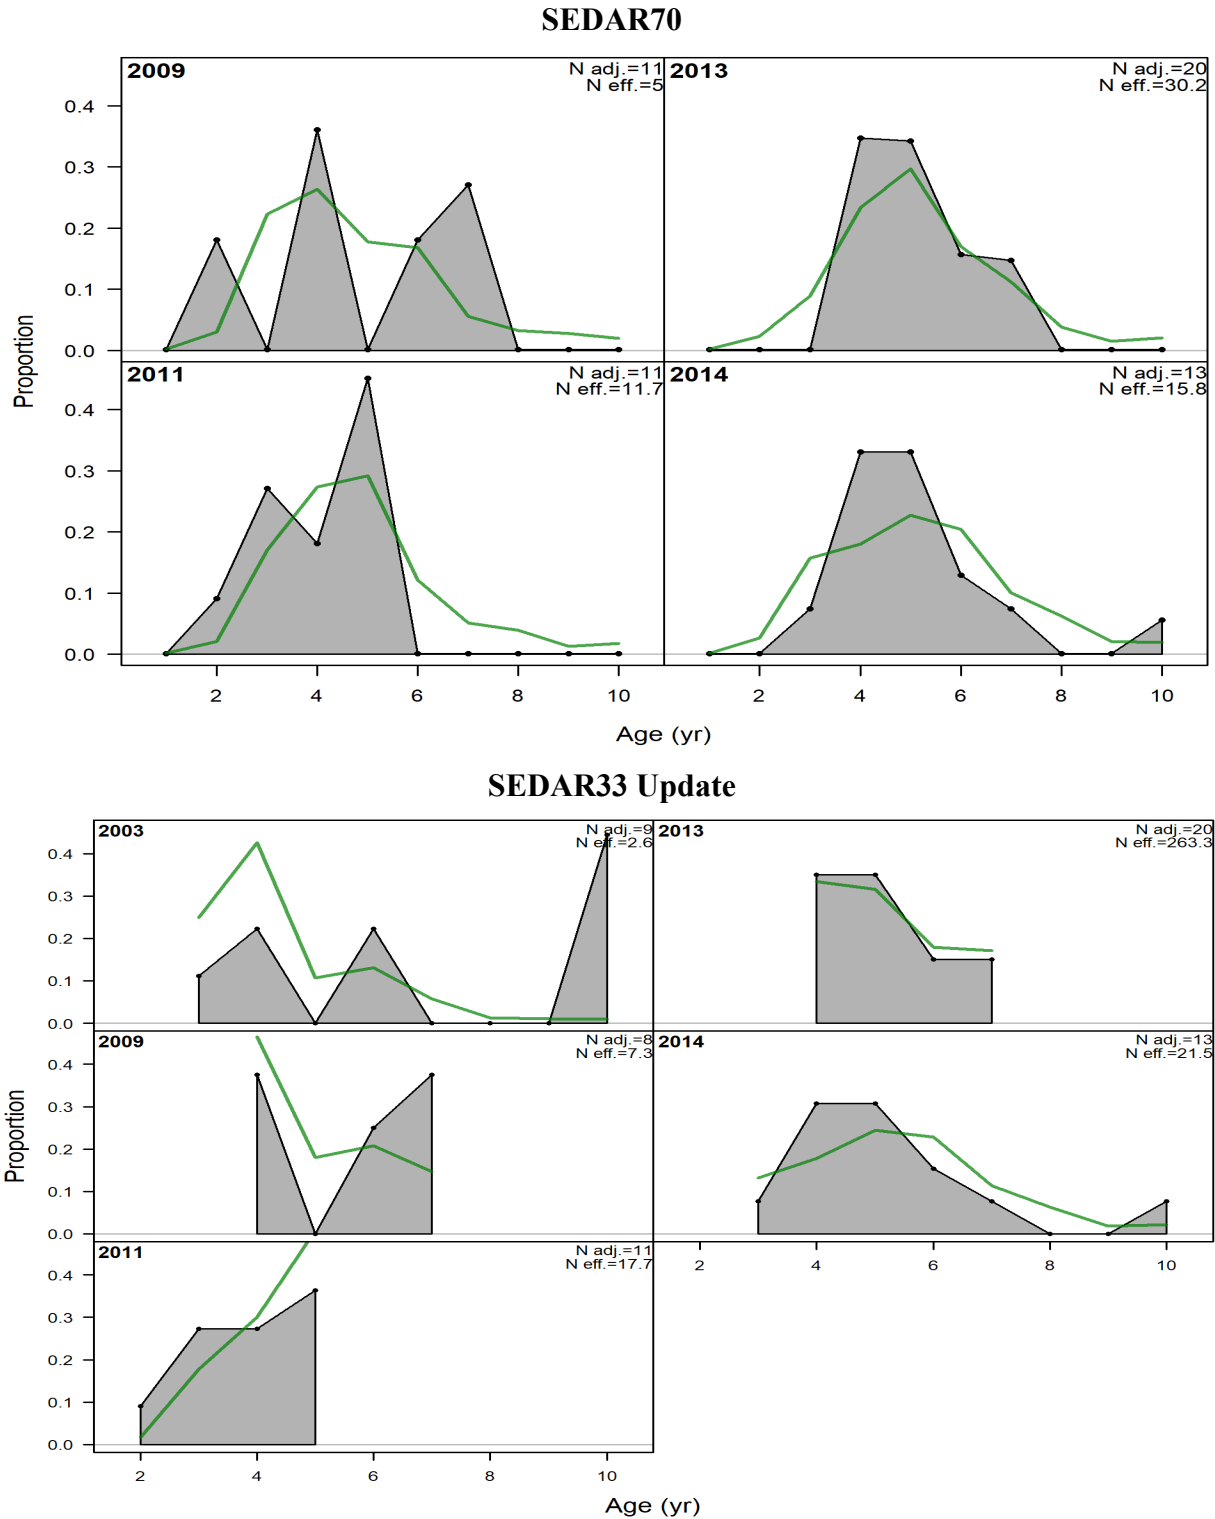 SEDAR70
2009
N adj.=11
N eff.=5
2013
N adj.=20
N eff.=30.2
0.4
0.3
0.2
0.1
0.0
2011
N adj.=11
N eff.=11.7
2014
N adj.=13
N eff.=15.8
0.4
0.3
0.2
0.1
0.0
Proportion
2 4 6 8 10 2 4 6 8 10
Age (yr)
SEDAR33 Update
2003
N adj.=9
N eff.=2.6
2013
N adj.=20
N eff.=263.3
0.4
0.3
0.2
0.1
0.0
2009
N adj.=8
N eff.=7.3
2014
N adj.=13
N eff.=21.5
0.4
0.3
0.2
0.1
0.0
Proportion
2011
N adj.=11
N eff.=17.7
2 4 6 8 10
0.4
0.3
0.2
0.1
0.0
2 4 6 8 10
Age (yr)